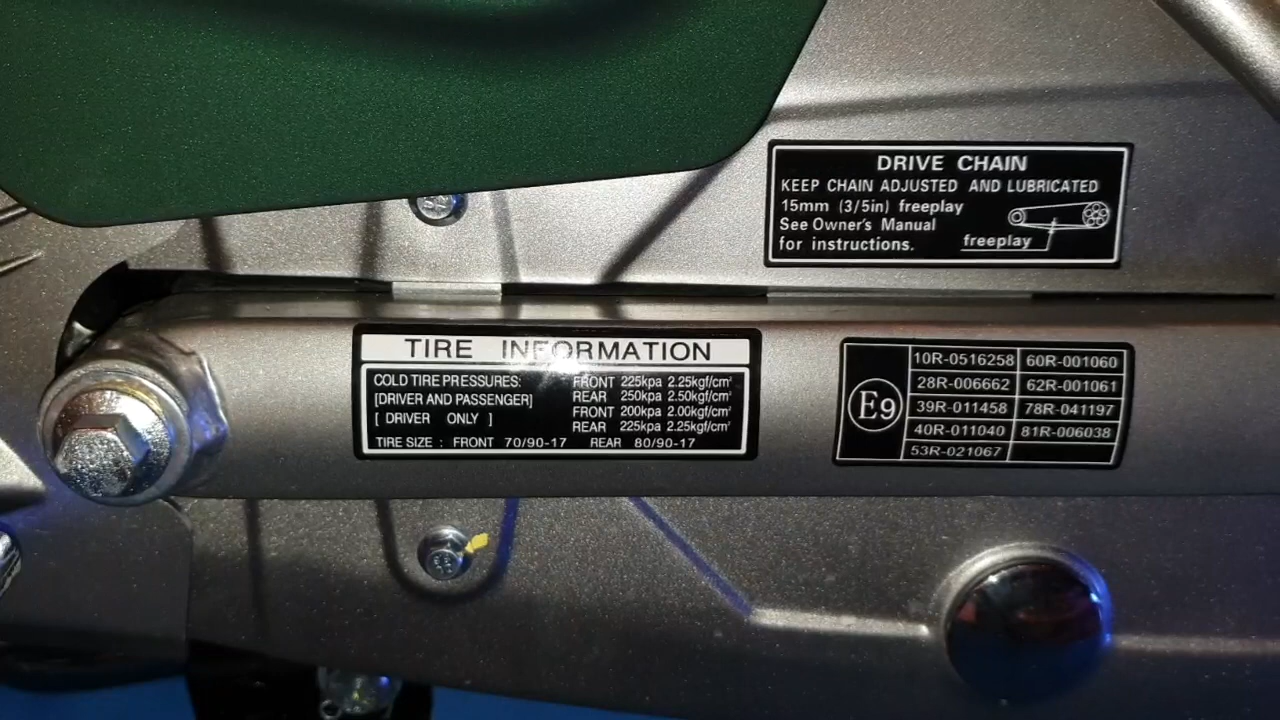 DRIVE CHAIN
KEEP CHAIN ADJUSTED AND LUBRICATED
15mm (3/5in) freeplay
See Owner's Manual
for instructions.
freeplay
TIRE INFORMATION
COLD TIRE PRESSURES: FRONT 225kpa 2.25kgf/cm²
[DRIVER AND PASSENGER] REAR 250kpa 2.50kgf/cm²
[ DRIVER ONLY ] FRONT 200kpa 2.00kgf/cm²
REAR 225kpa 2.25kgf/cm²
TIRE SIZE : FRONT 70/90-17 REAR 80/90-17
E9
10R-0516258 60R-001060
28R-006662 62R-001061
39R-011458 78R-041197
40R-011040 81R-006038
53R-021067